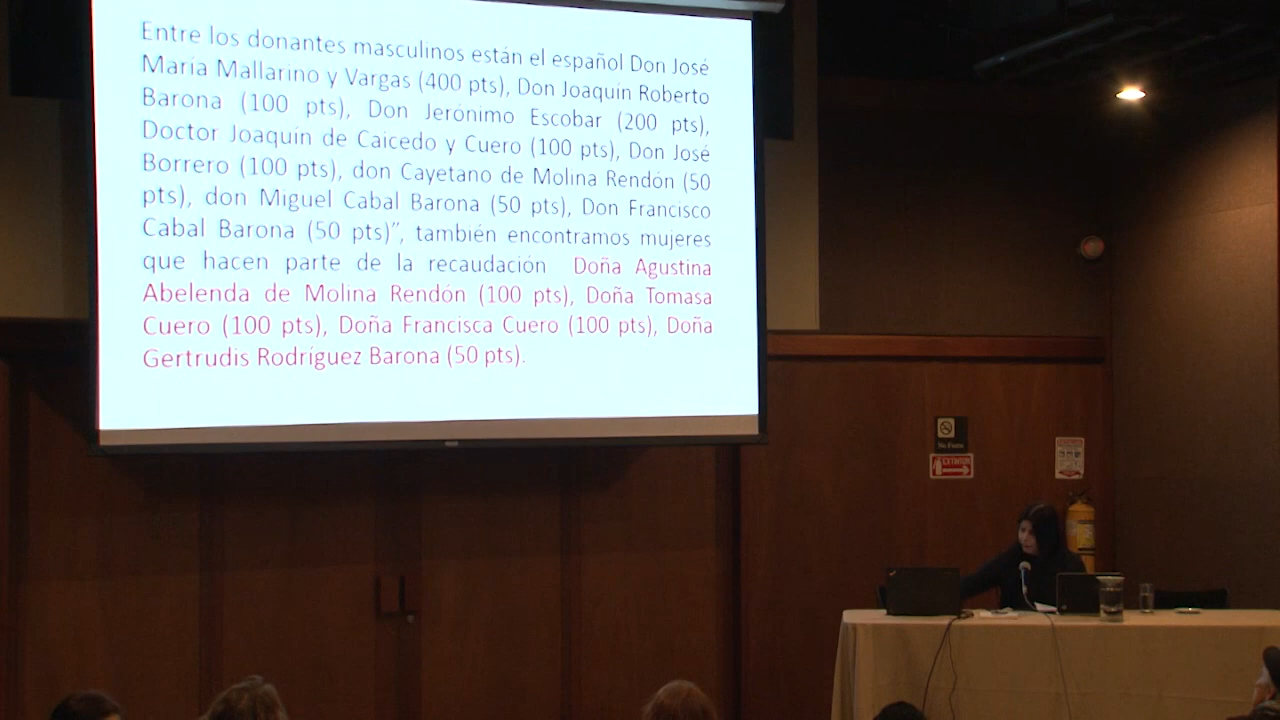 Entre los donantes masculinos están el español Don José
María Mallarino y Vargas (400 pts), Don Joaquín Roberto
Barona (100 pts), Don Jerónimo Escobar (200 pts),
Doctor Joaquín de Caicedo y Cuero (100 pts), Don José
Borrero (100 pts), don Cayetano de Molina Rendón (50
pts), don Miguel Cabal Barona (50 pts), Don Francisco
Cabal Barona (50 pts)”, también encontramos mujeres
que hacen parte de la recaudación Doña Agustina
Abelenda de Molina Rendón (100 pts), Doña Tomasa
Cuero (100 pts), Doña Francisca Cuero (100 pts), Doña
Gertrudis Rodríguez Barona (50 pts).
No Fume
EXTINTOR